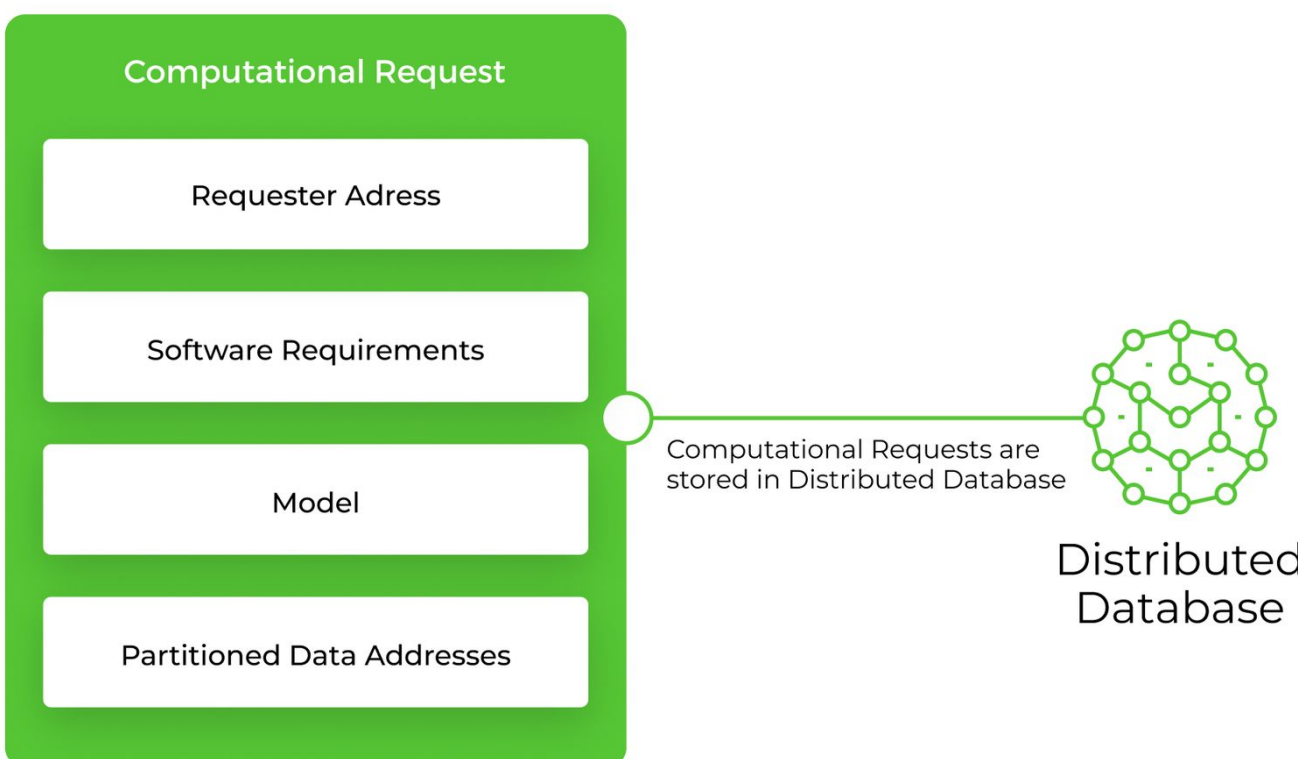 Computational Request
Requester Adress
Software Requirements
Model
Partitioned Data Addresses
Computational Requests are
stored in Distributed Database
Distributed
Database